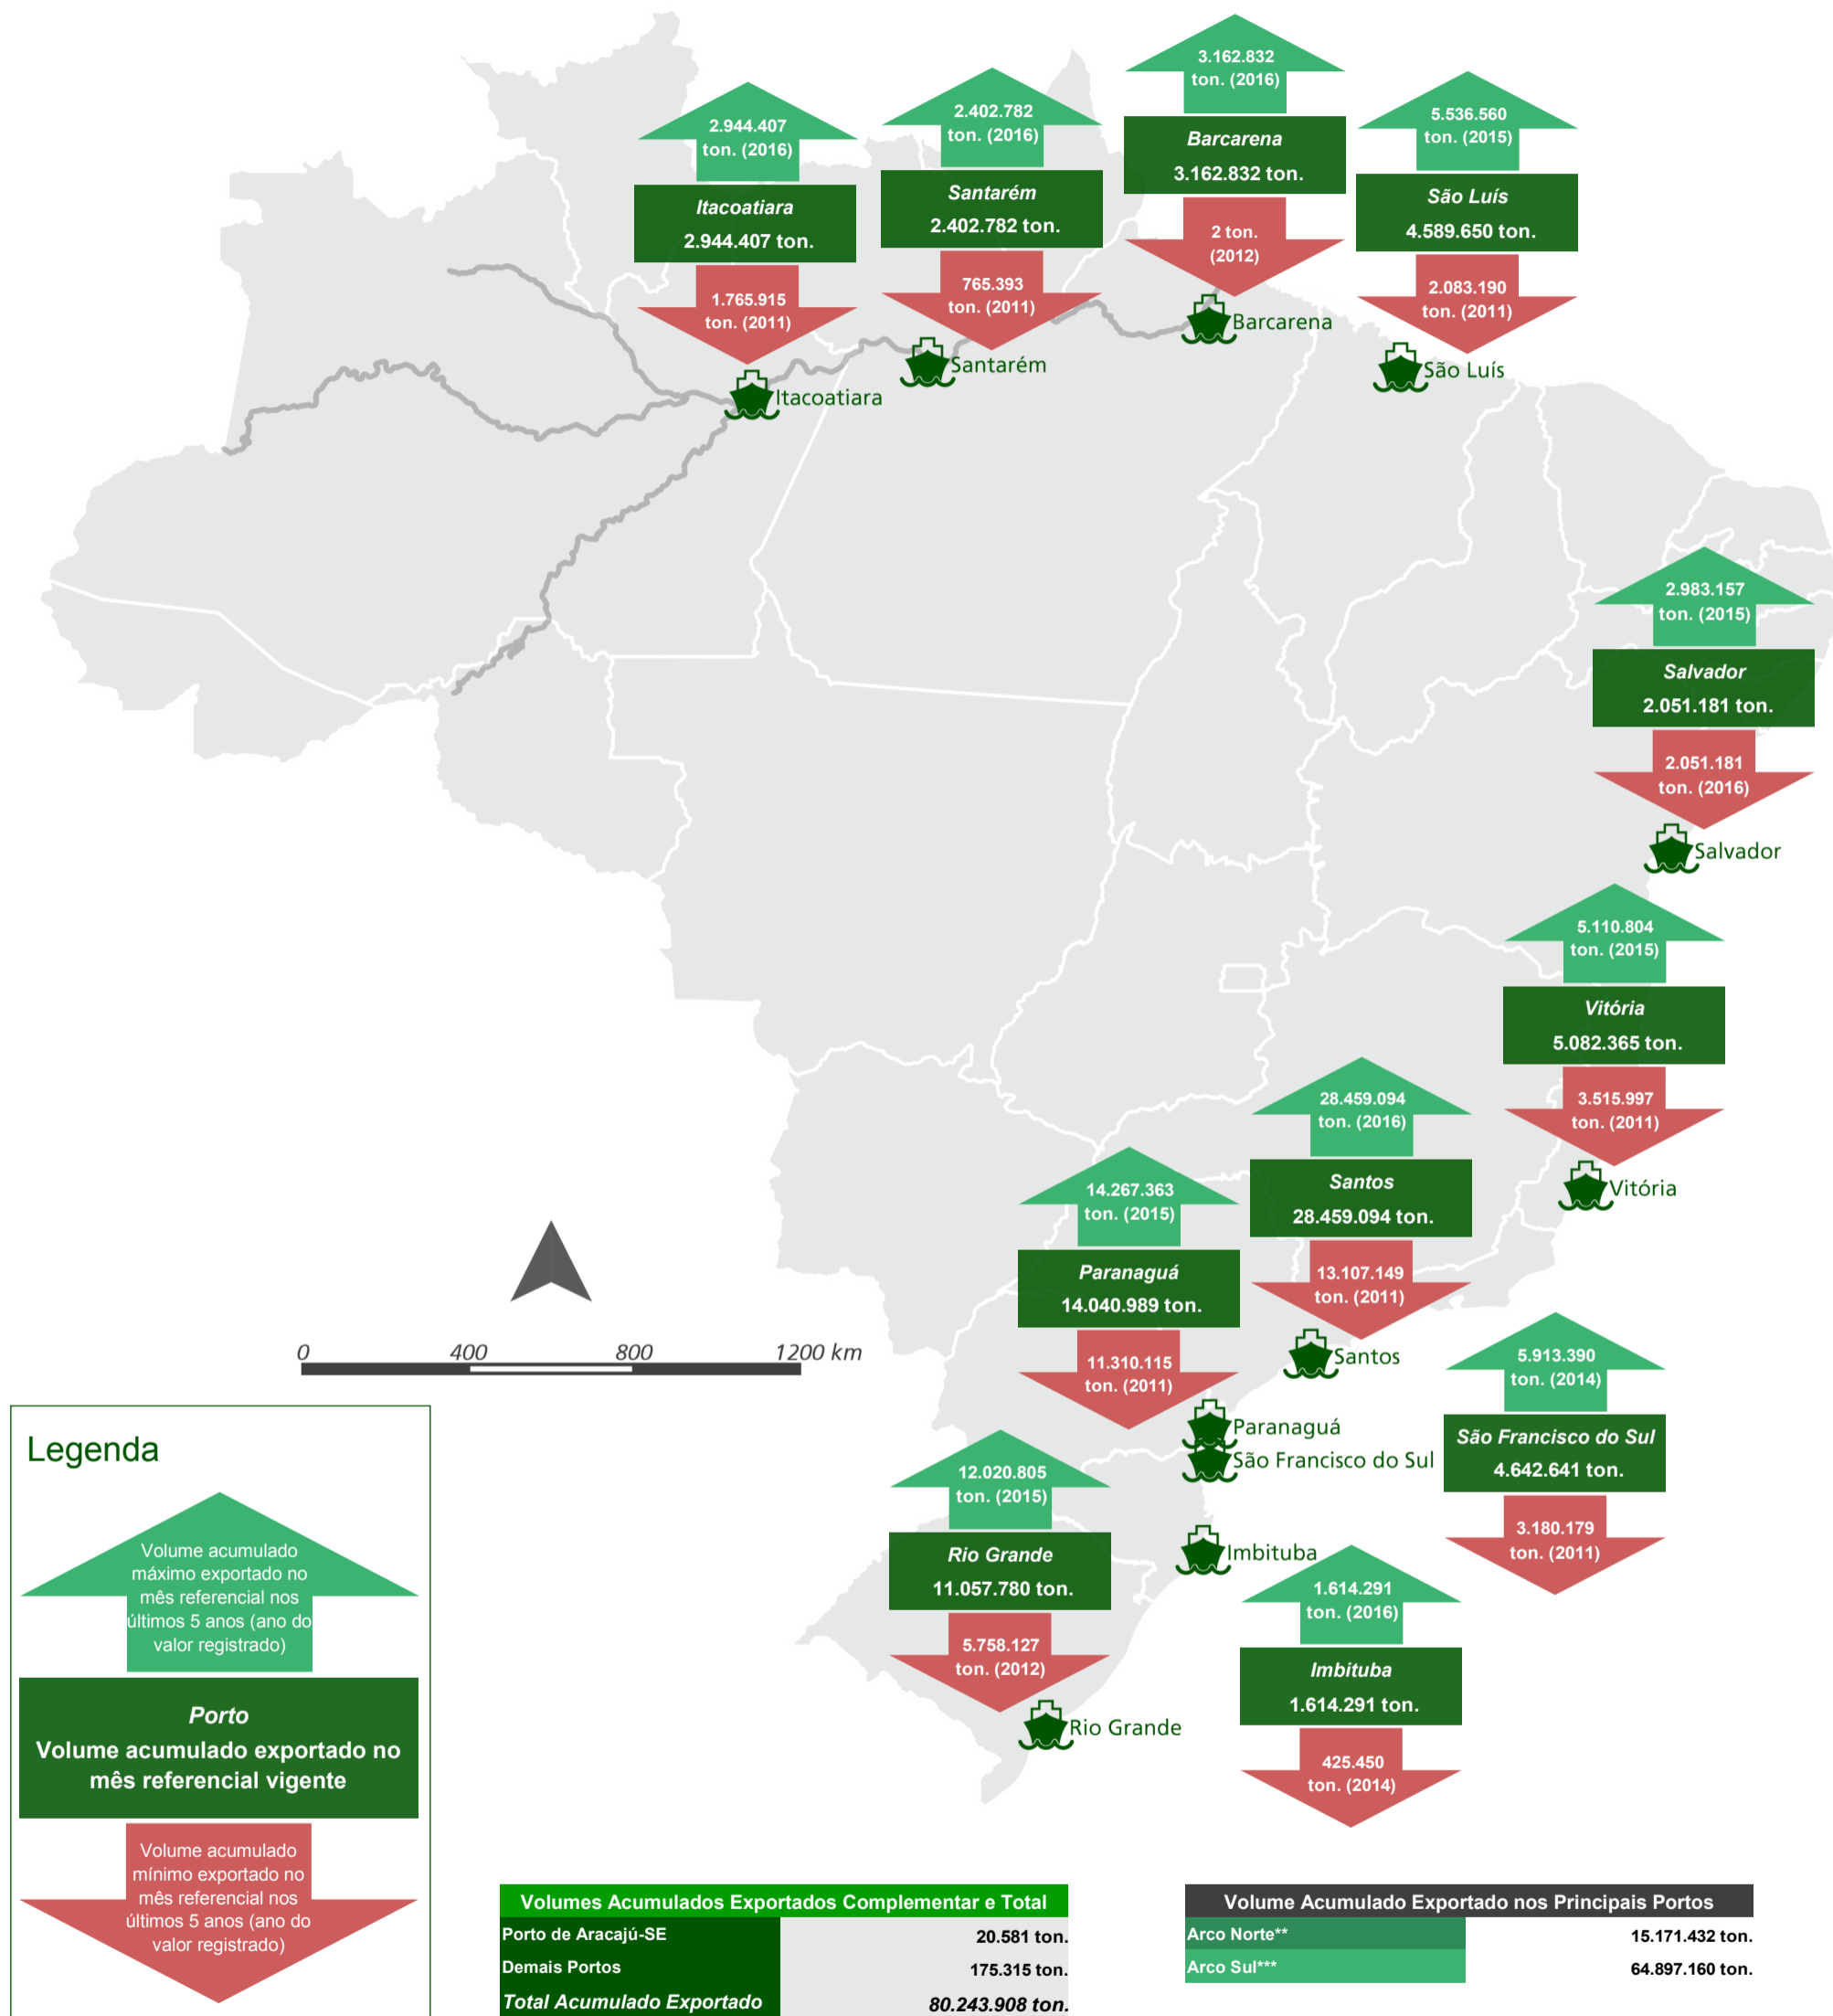 3.162.832
ton. (2016)
Barcarena
3.162.832 ton.
2 ton.
(2012)
2.402.782
ton. (2016)
Santarém
2.402.782 ton.
765.393
ton. (2011)
5.536.560
ton. (2015)
São Luís
4.589.650 ton.
2.083.190
ton. (2011)
2.944.407
ton. (2016)
Itacoatiara
2.944.407 ton.
1.765.915
ton. (2011)
Barcarena
Santarém
São Luís
Itacoatiara
2.983.157
ton. (2015)
Salvador
2.051.181 ton.
2.051.181
ton. (2016)
Salvador
5.110.804
ton. (2015)
Vitória
5.082.365 ton.
3.515.997
ton. (2011)
Vitória
28.459.094
ton. (2016)
Santos
28.459.094 ton.
13.107.149
ton. (2011)
Santos
14.267.363
ton. (2015)
Paranaguá
14.040.989 ton.
11.310.115
ton. (2011)
Paranaguá
São Francisco do Sul
5.913.390
ton. (2014)
São Francisco do Sul
4.642.641 ton.
3.180.179
ton. (2011)
12.020.805
ton. (2015)
Rio Grande
11.057.780 ton.
5.758.127
ton. (2012)
Rio Grande
Imbituba
1.614.291
ton. (2016)
Imbituba
1.614.291 ton.
425.450
ton. (2014)
0 400 800 1200 km
Legenda
Volume acumulado
máximo exportado no
mês referencial nos
últimos 5 anos (ano do
valor registrado)
Porto
Volume acumulado exportado no
mês referencial vigente
Volume acumulado
mínimo exportado no
mês referencial nos
últimos 5 anos (ano do
valor registrado)
Volumes Acumulados Exportados Complementar e Total
Porto de Aracajú-SE 20.581 ton.
Demais Portos 175.315 ton.
Total Acumulado Exportado 80.243.908 ton.
Volume Acumulado Exportado nos Principais Portos
Arco Norte** 15.171.432 ton.
Arco Sul*** 64.897.160 ton.